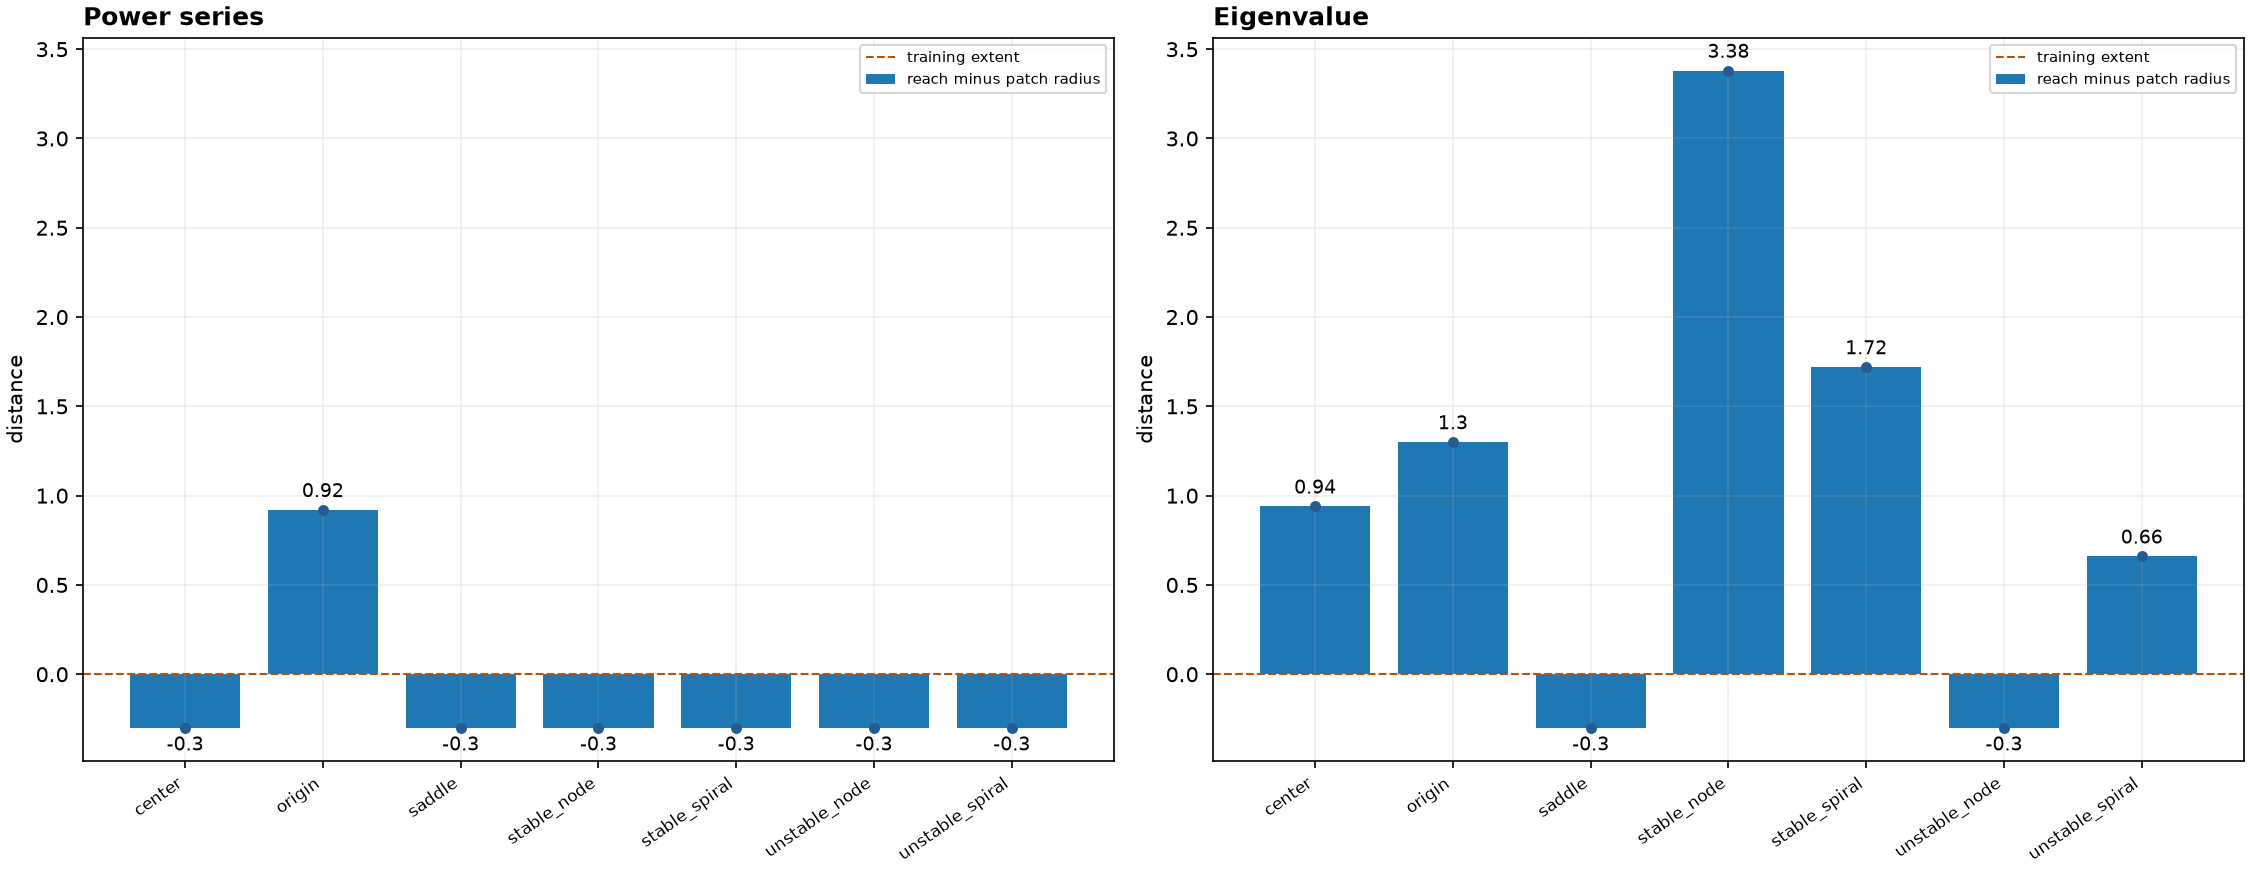 Power series
distance
3.5
3.0
2.5
2.0
1.5
1.0
0.5
0.0
training extent
reach minus patch radius
-0.3
0.92
-0.3
-0.3
-0.3
-0.3
-0.3
center
origin
saddle
stable_node
stable_spiral
unstable_node
unstable_spiral
Eigenvalue
distance
3.5
3.0
2.5
2.0
1.5
1.0
0.5
0.0
training extent
reach minus patch radius
0.94
1.3
-0.3
3.38
1.72
-0.3
0.66
center
origin
saddle
stable_node
stable_spiral
unstable_node
unstable_spiral